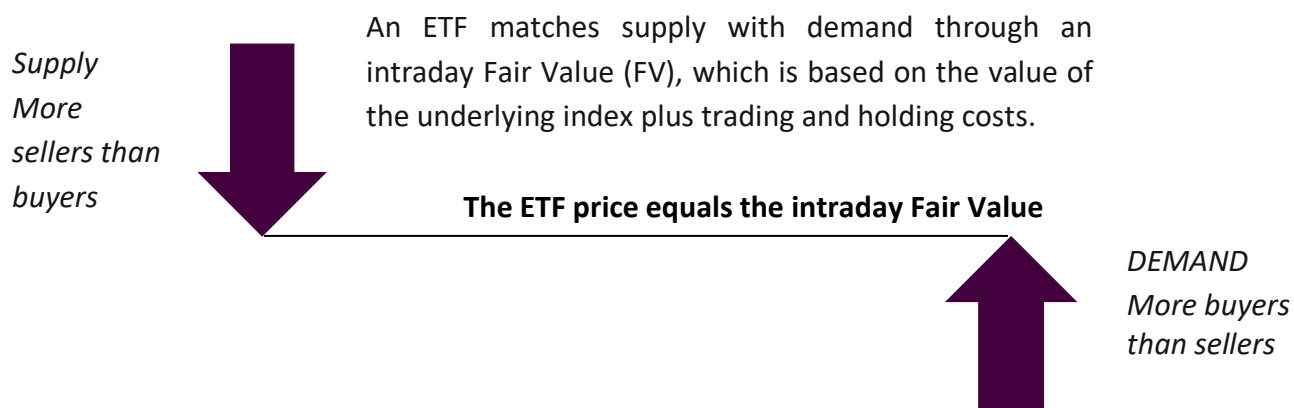 Supply
More
sellers than
buyers
An ETF matches supply with demand through an
intraday Fair Value (FV), which is based on the value of
the underlying index plus trading and holding costs.
The ETF price equals the intraday Fair Value
DEMAND
More buyers
than sellers